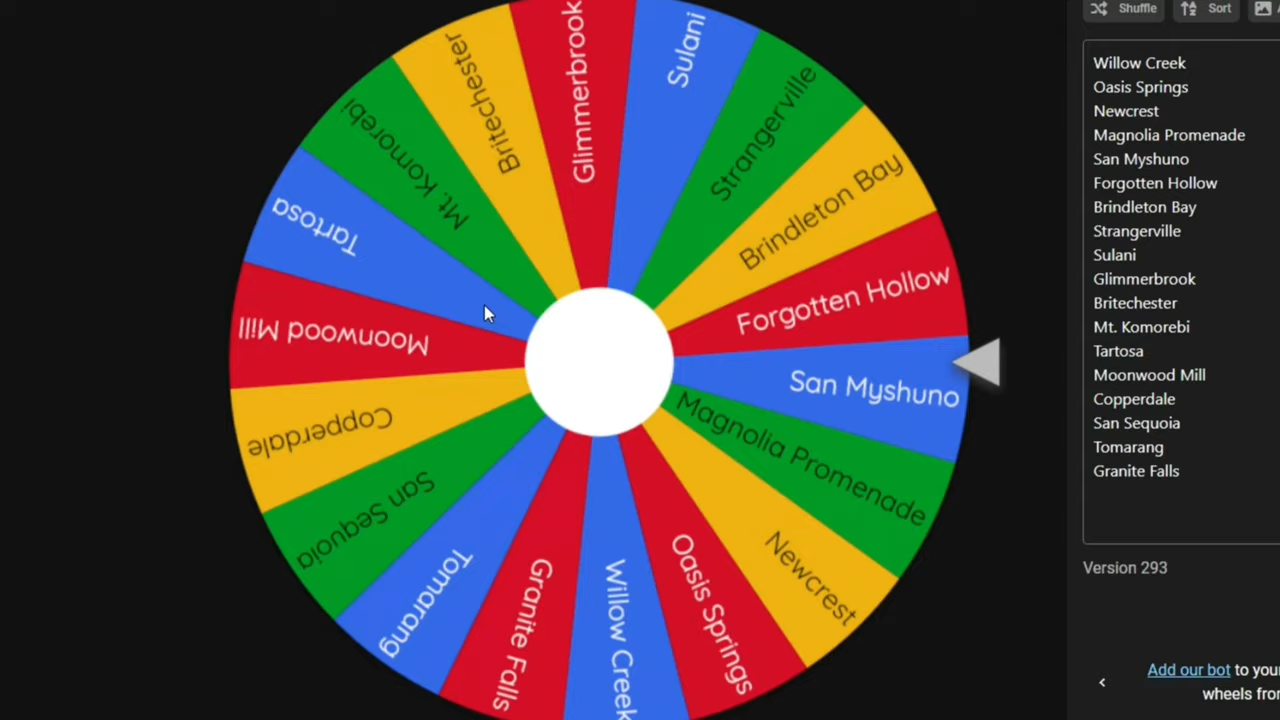 Shuffle
Sort
Willow Creek
Oasis Springs
Newcrest
Magnolia Promenade
San Myshuno
Forgotten Hollow
Brindleton Bay
Strangerville
Sulani
Glimmerbrook
Britechester
Mt. Komorebi
Tartosa
Moonwood Mill
Copperdale
San Sequoia
Tomarang
Granite Falls
Glimmerbrook
Sulani
Strangerville
Brindleton Bay
Forgotten Hollow
San Myshuno
Magnolia Promenade
Newcrest
Oasis Springs
Willow Creek
Granite Falls
Tomarang
San Sequoia
Copperdale
Moonwood Mill
Tartosa
Mt. Komorebi
Britechester
Version 293
Add our bot to your
wheels from